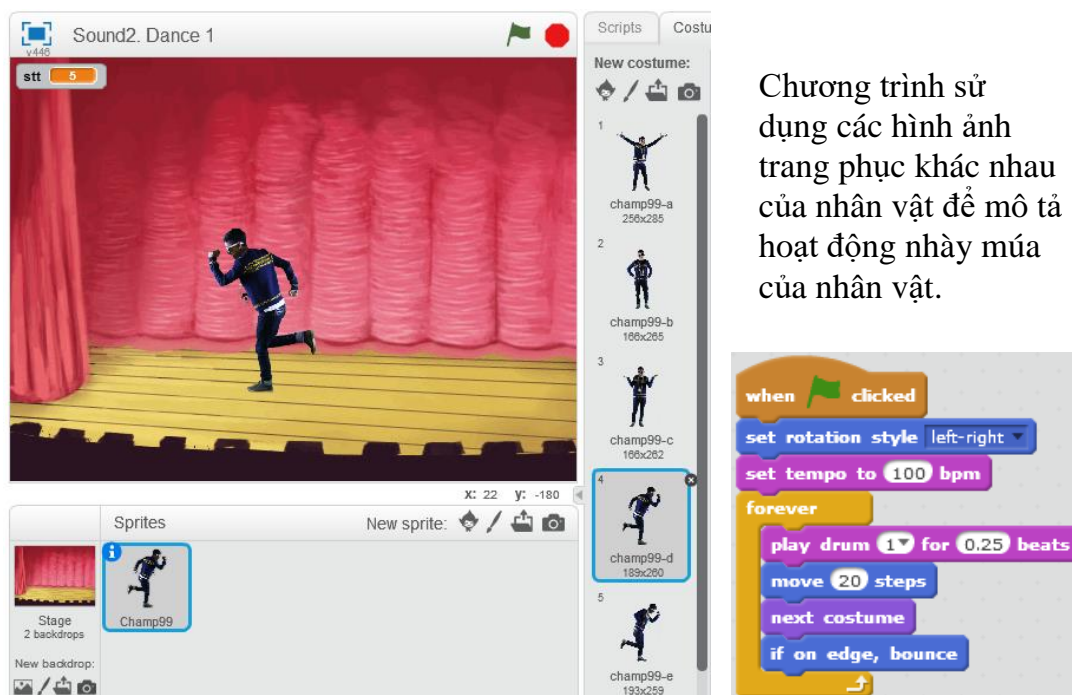 Sound2. Dance 1
v446
stt 5
Scripts Costu
New costume:
1
champ99-a
256x285
2
champ99-b
166x265
3
champ99-c
166x262
4
champ99-d
189x260
5
champ99-e
193x259
x: 22 y: -180
Sprites New sprite:
Stage
2 backdrops
New backdrop:
Champ99
Chương trình sử
dụng các hình ảnh
trang phục khác nhau
của nhân vật để mô tả
hoạt động nhày múa
của nhân vật.
when clicked
set rotation style left-right
set tempo to 100 bpm
forever
play drum 1 for 0.25 beats
move 20 steps
next costume
if on edge, bounce